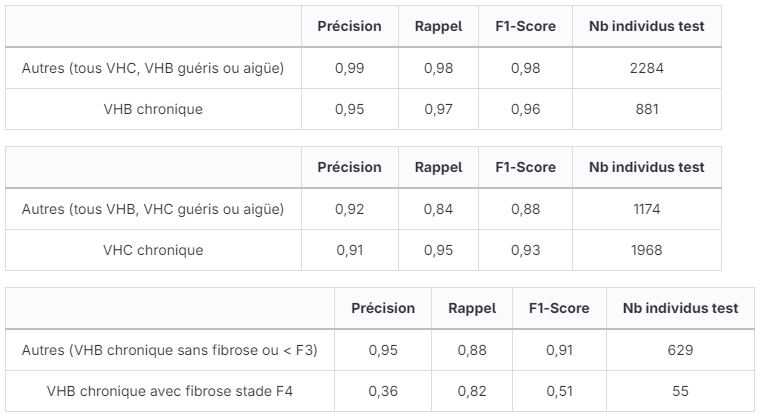 Précision Rappel F1-Score Nb individus test
Autres (tous VHC, VHB guéris ou aigüe) 0,99 0,98 0,98 2284
VHB chronique 0,95 0,97 0,96 881
Précision Rappel F1-Score Nb individus test
Autres (tous VHB, VHC guéris ou aigüe) 0,92 0,84 0,88 1174
VHC chronique 0,91 0,95 0,93 1968
Précision Rappel F1-Score Nb individus test
Autres (VHB chronique sans fibrose ou < F3) 0,95 0,88 0,91 629
VHB chronique avec fibrose stade F4 0,36 0,82 0,51 55